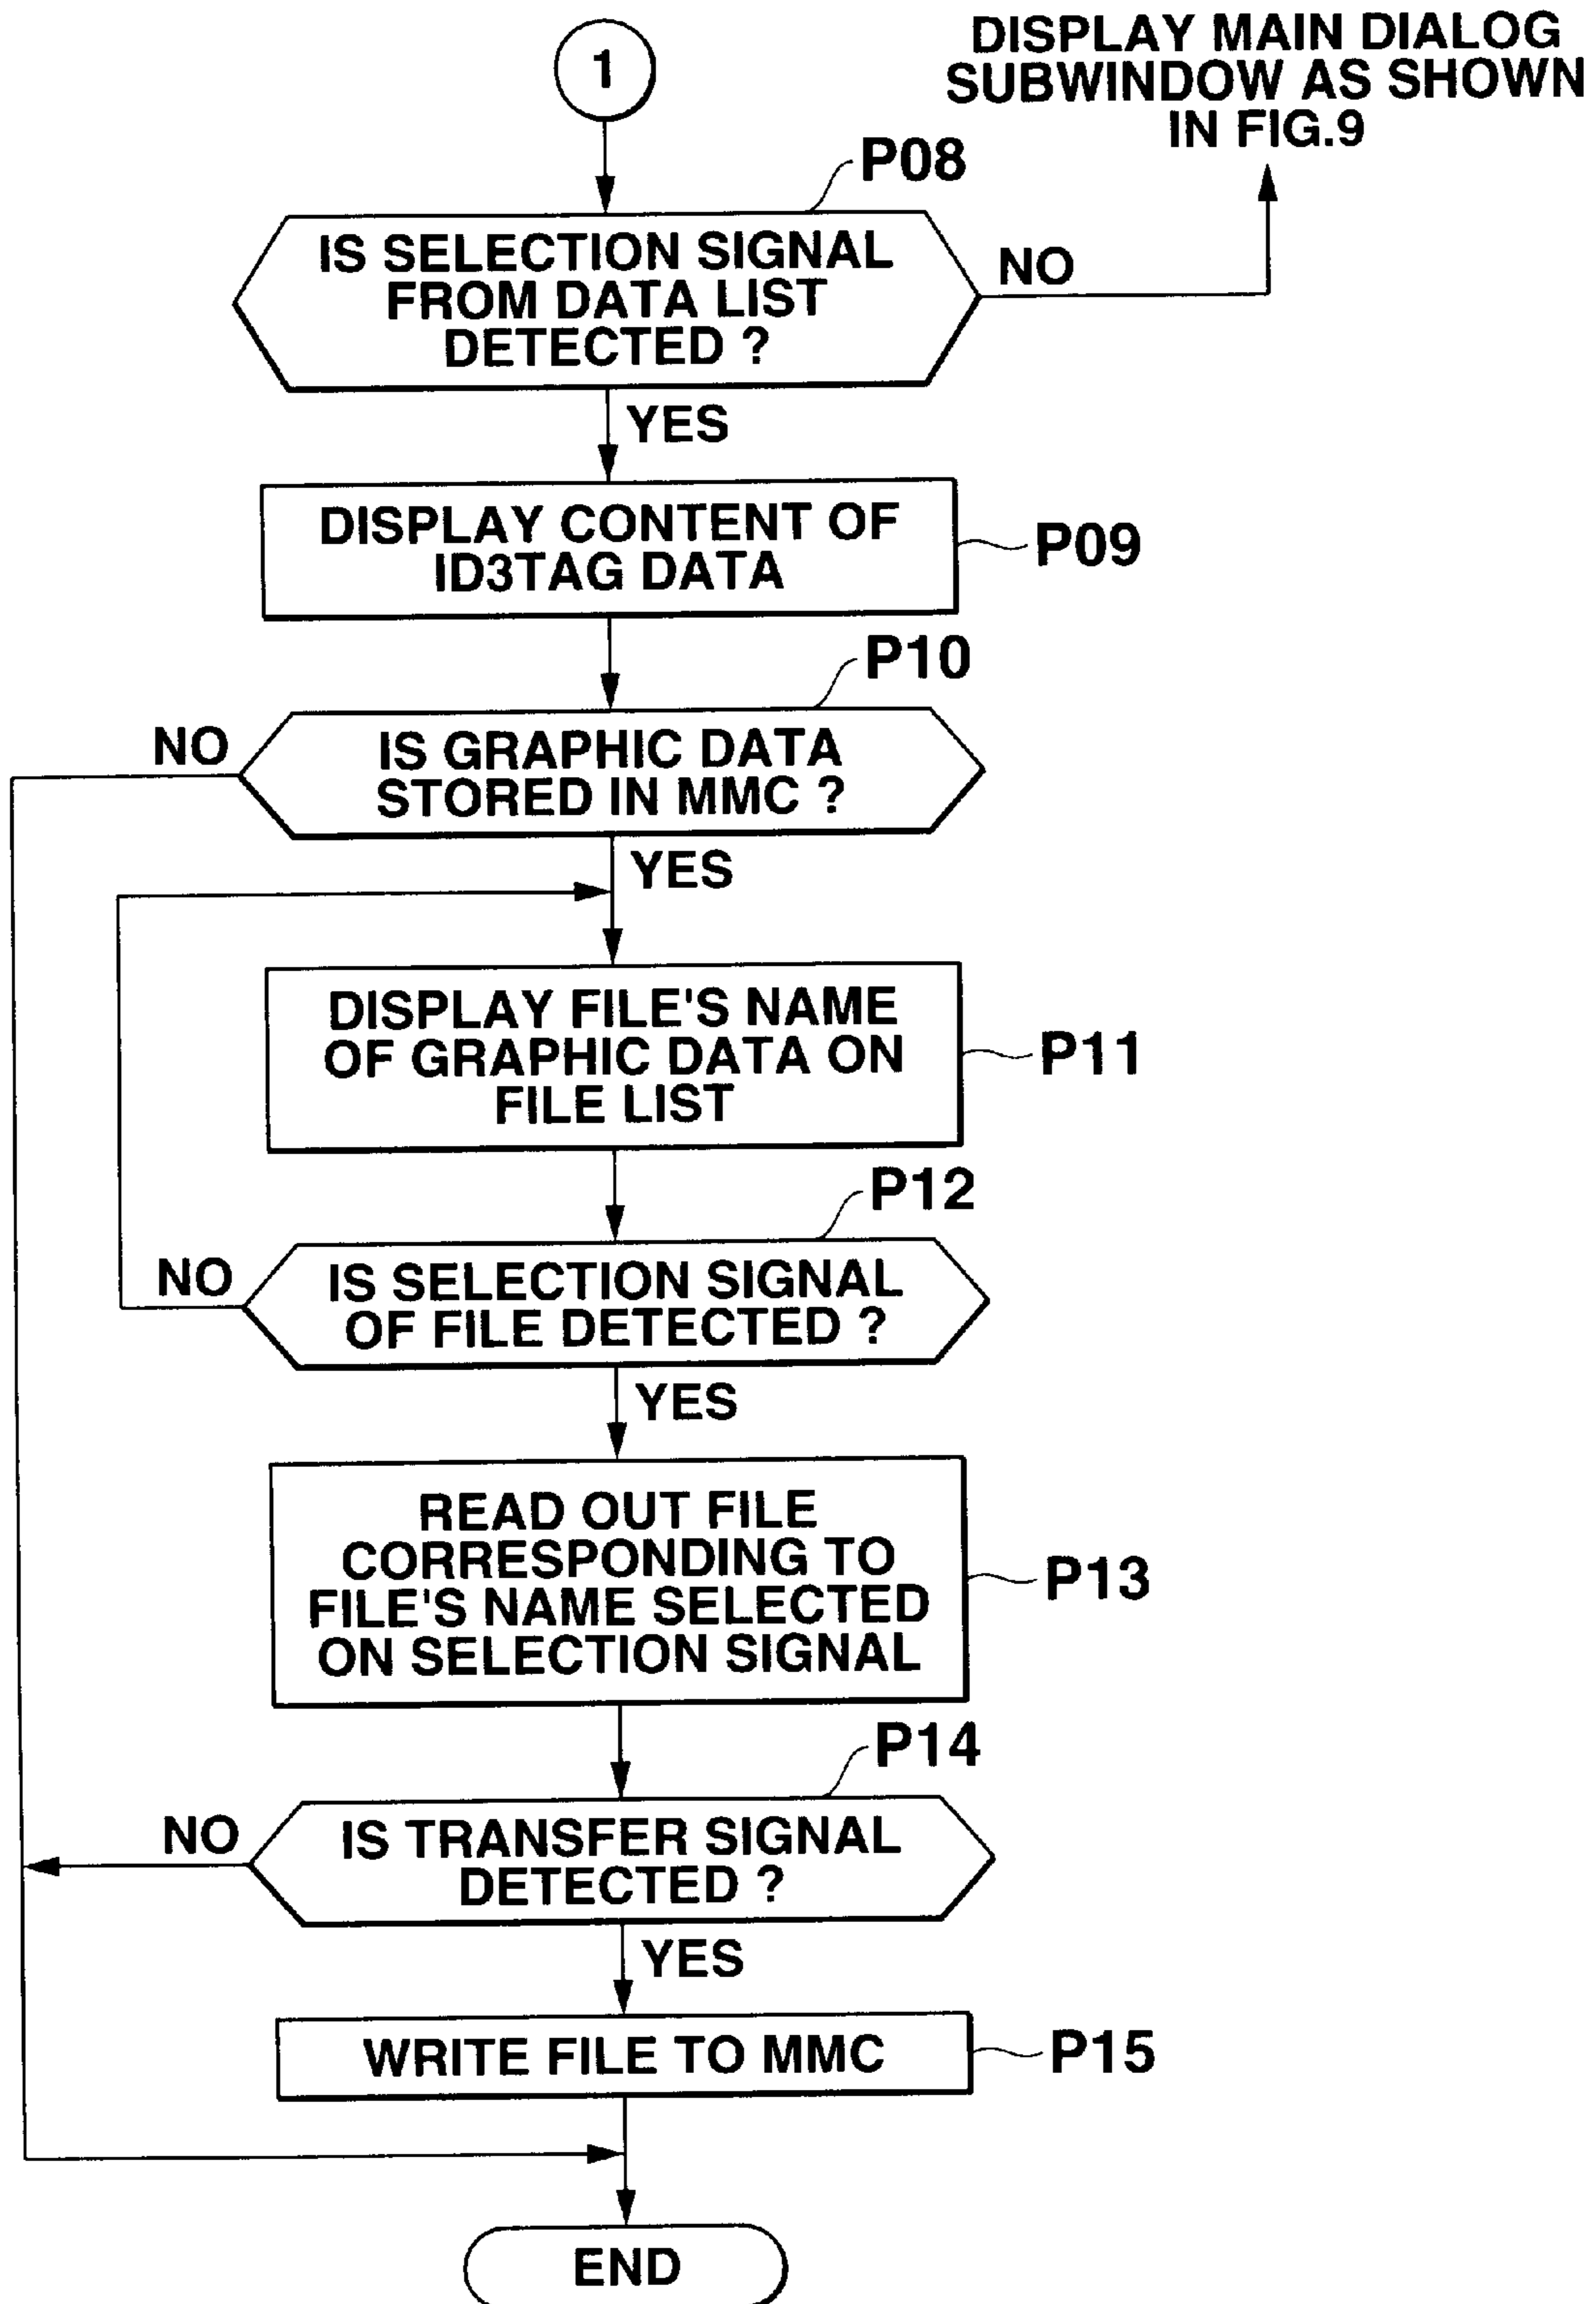 1
DISPLAY MAIN DIALOG
SUBWINDOW AS SHOWN
IN FIG.9
P08
IS SELECTION SIGNAL
FROM DATA LIST
DETECTED ?
NO
YES
DISPLAY CONTENT OF
ID3TAG DATA
P09
P10
NO
IS GRAPHIC DATA
STORED IN MMC ?
YES
DISPLAY FILE'S NAME
OF GRAPHIC DATA ON
FILE LIST
P11
P12
NO
IS SELECTION SIGNAL
OF FILE DETECTED ?
YES
READ OUT FILE
CORRESPONDING TO
FILE'S NAME SELECTED
ON SELECTION SIGNAL
P13
P14
NO
IS TRANSFER SIGNAL
DETECTED ?
YES
WRITE FILE TO MMC
P15
END